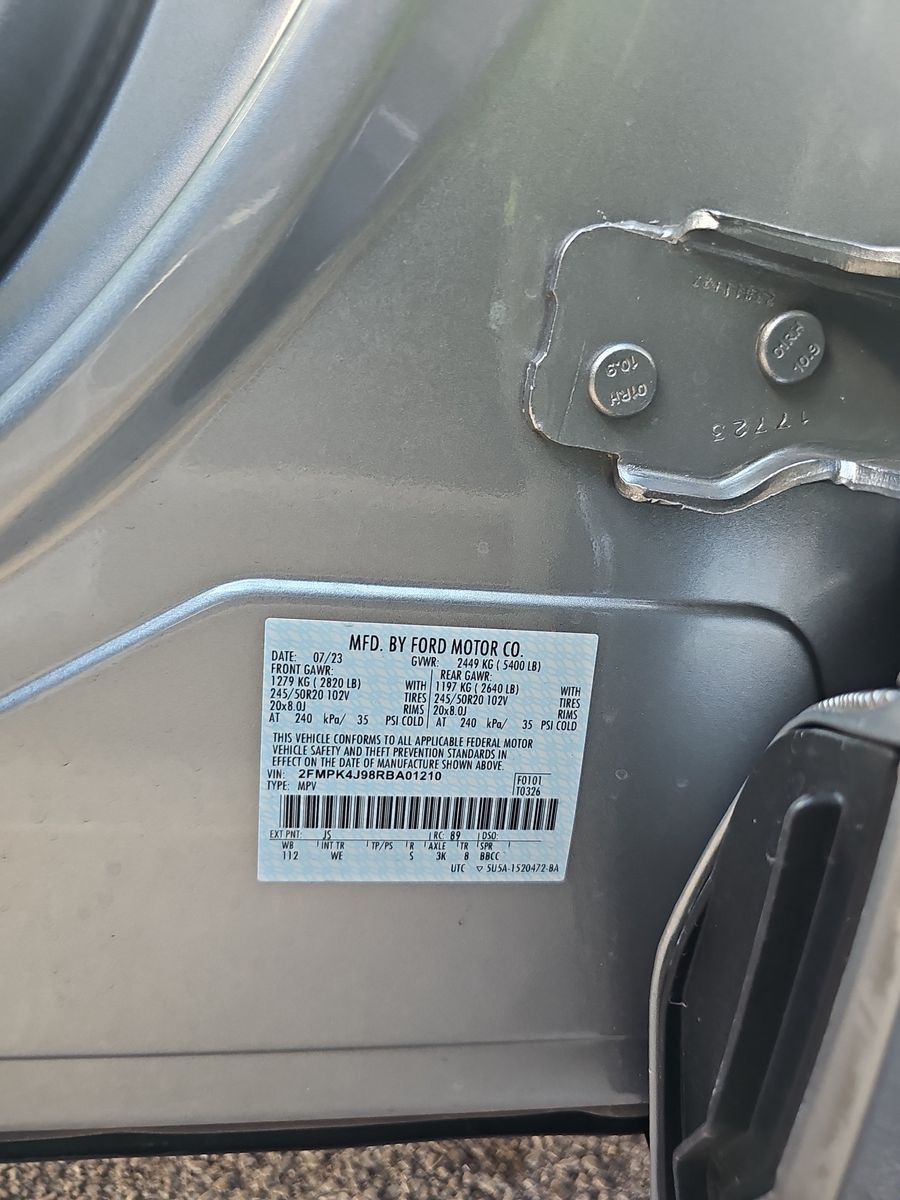 23811477
01RH
10.9
01RH
10.9
17723
MFD. BY FORD MOTOR CO.
DATE: 07/23 GVWR: 2449 KG ( 5400 LB)
FRONT GAWR: REAR GAWR:
1279 KG ( 2820 LB) WITH 1197 KG ( 2640 LB) WITH
245/50R20 102V TIRES 245/50R20 102V TIRES
20x8.0J RIMS 20x8.0J RIMS
AT 240 kPa/ 35 PSI COLD AT 240 kPa/ 35 PSI COLD
THIS VEHICLE CONFORMS TO ALL APPLICABLE FEDERAL MOTOR
VEHICLE SAFETY AND THEFT PREVENTION STANDARDS IN
EFFECT ON THE DATE OF MANUFACTURE SHOWN ABOVE.
VIN: 2FMPK4J98RBA01210 F0101
TYPE: MPV T0326
EXT PNT: JS RC: 89 DSO:
WB INT TR TP/PS R AXLE TR SPR
112 WE S 3K 8 BBCC
UTC ▽ 5U5A-1520472-BA